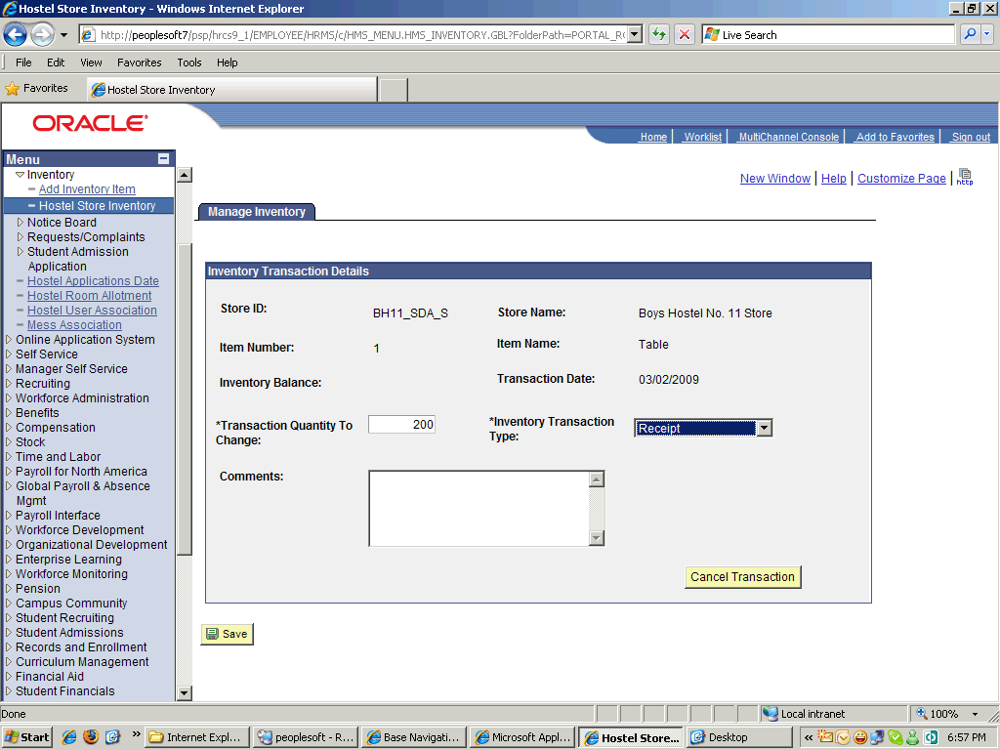 Hostel Store Inventory - Windows Internet Explorer
http://peoplesoft7/psp/hrcs9_1/EMPLOYEE/HRMS/c/HMS_MENU.HMS_INVENTORY.GBL?FolderPath=PORTAL_RO
Live Search
File Edit View Favorites Tools Help
Favorites
Hostel Store Inventory
ORACLE®
Home Worklist MultiChannel Console Add to Favorites Sign out
Menu
Inventory
Add Inventory Item
Hostel Store Inventory
Notice Board
Requests/Complaints
Student Admission
Application
Hostel Applications Date
Hostel Room Allotment
Hostel User Association
Mess Association
Online Application System
Self Service
Manager Self Service
Recruiting
Workforce Administration
Benefits
Compensation
Stock
Time and Labor
Payroll for North America
Global Payroll & Absence
Mgmt
Payroll Interface
Workforce Development
Organizational Development
Enterprise Learning
Workforce Monitoring
Pension
Campus Community
Student Recruiting
Student Admissions
Records and Enrollment
Curriculum Management
Financial Aid
Student Financials
New Window | Help | Customize Page | http
Manage Inventory
Inventory Transaction Details
Store ID: BH11_SDA_S Store Name: Boys Hostel No. 11 Store
Item Number: 1 Item Name: Table
Inventory Balance: Transaction Date: 03/02/2009
*Transaction Quantity To 200 *Inventory Transaction Receipt
Change: Type:
Comments:
Cancel Transaction
Save
Done Local intranet 100%
Start » Internet Expl... peoplesoft - R... Base Navigati... Microsoft Appl... Hostel Store... Desktop « 6:57 PM